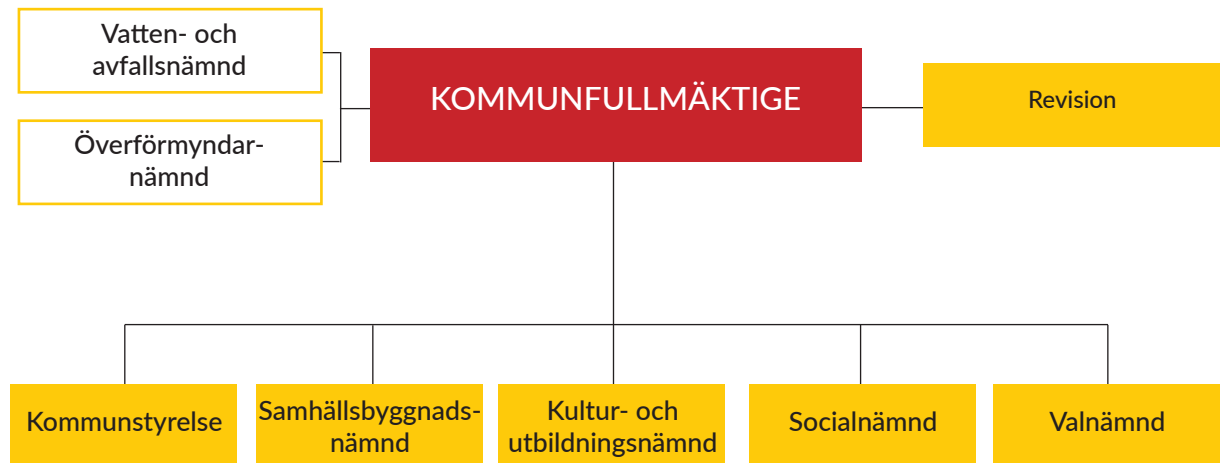 Vatten- och
avfallsnämnd
KOMMUNFULLMÄKTIGE
Revision
Överförmyndar-
nämnd
Kommunstyrelse
Samhällsbyggnads-
nämnd
Kultur- och
utbildningsnämnd
Socialnämnd
Valnämnd